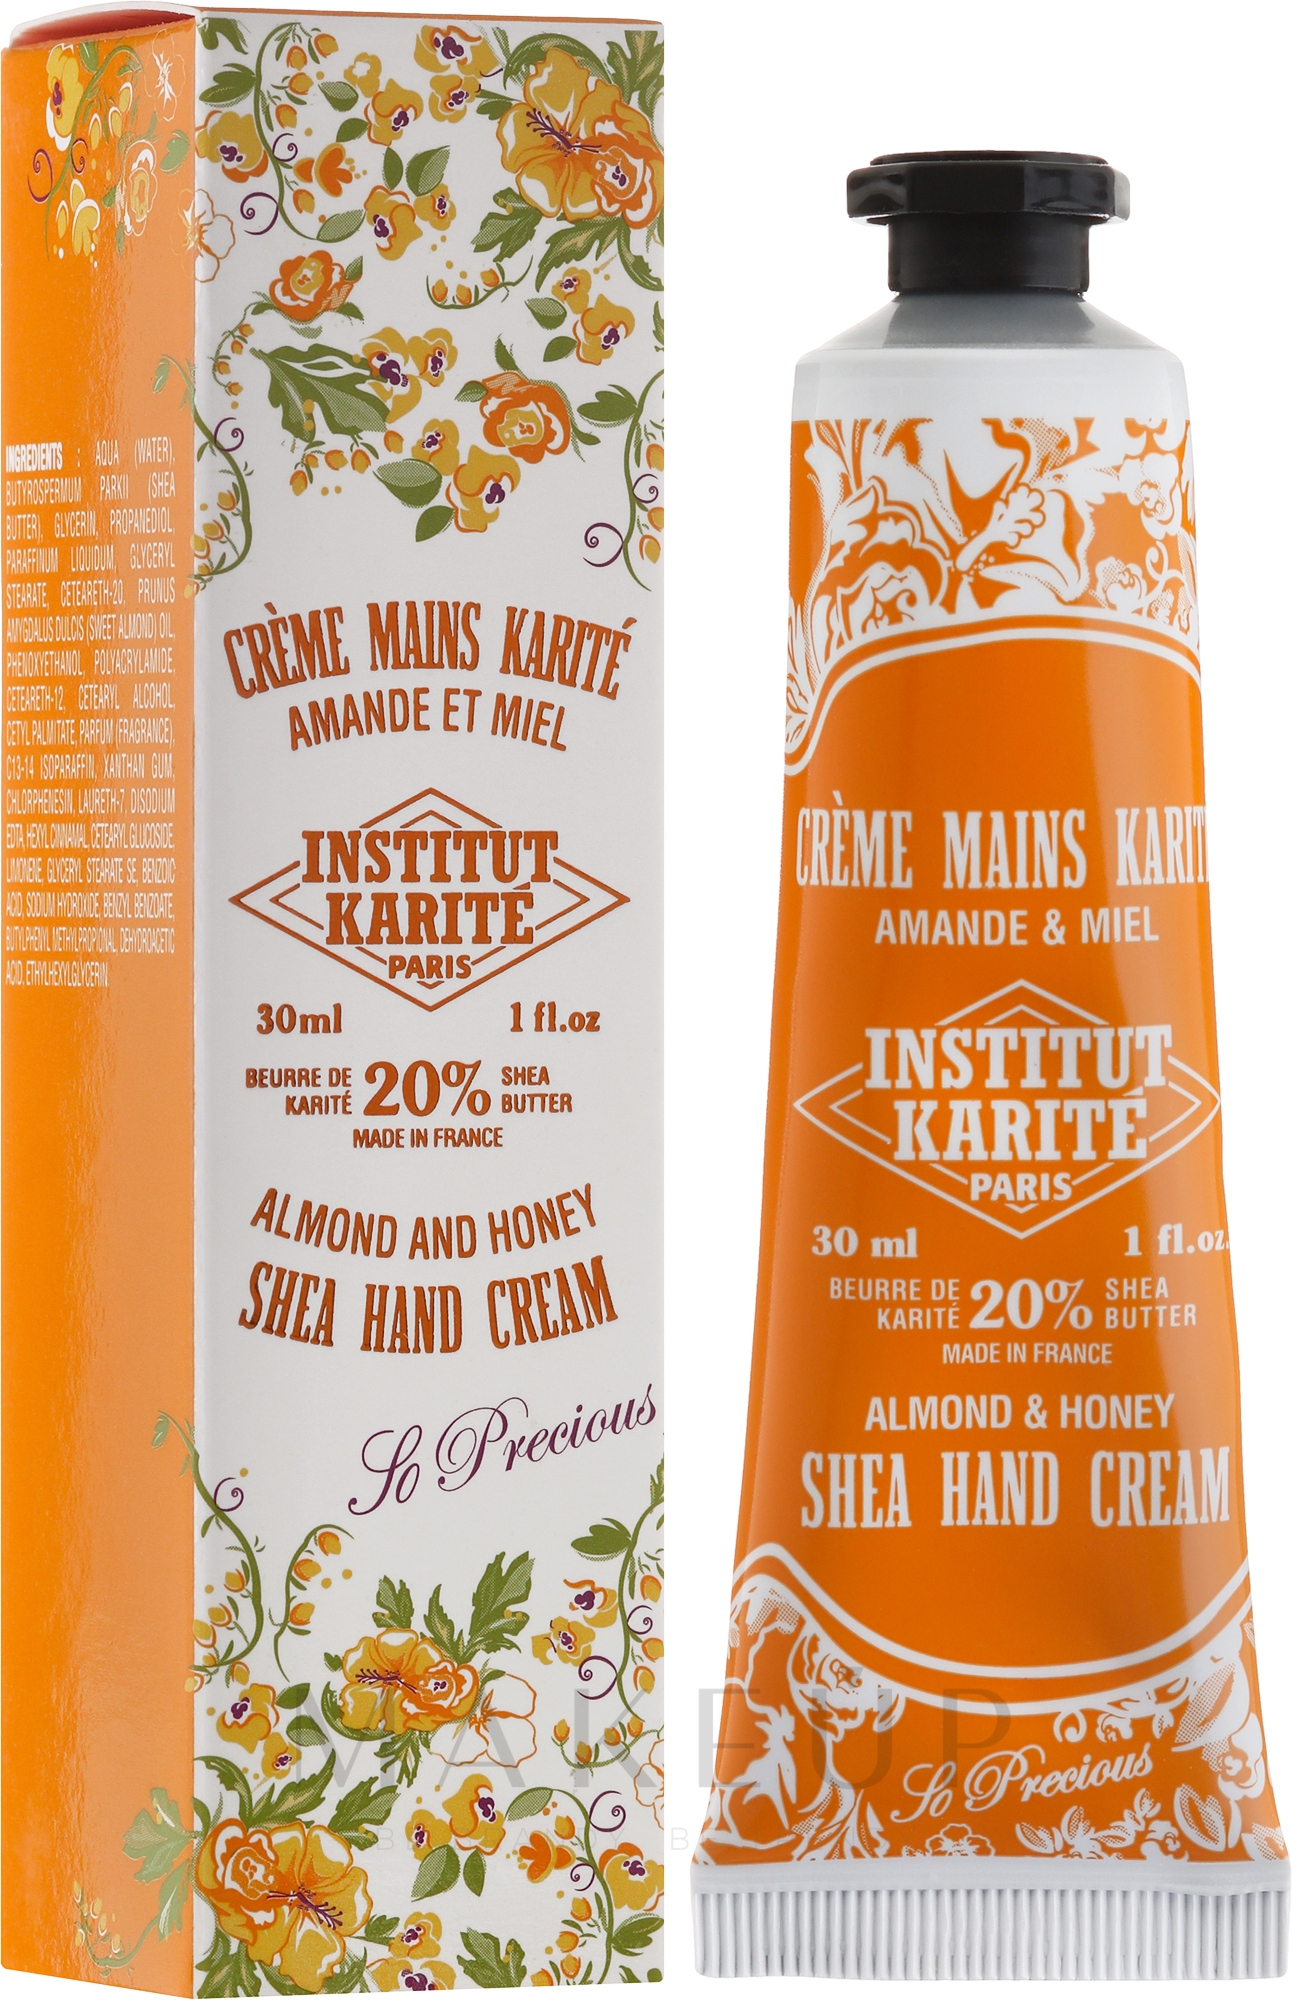 INGREDIENTS : AQUA (WATER),
BUTYROSPERMUM PARKII (SHEA
BUTTER), GLYCERIN, PROPANEDIOL,
PARAFFINUM LIQUIDUM, GLYCERYL
STEARATE, CETEARETH-20, PRUNUS
AMYGDALUS DULCIS (SWEET ALMOND) OIL,
PHENOXYETHANOL, POLYACRYLAMIDE,
CETEARETH-12, CETEARYL ALCOHOL,
CETYL PALMITATE, PARFUM (FRAGRANCE),
C13-14 ISOPARAFFIN, XANTHAN GUM,
CHLORPHENESIN, LAURETH-7, DISODIUM
EDTA, HEXYL CINNAMAL, CETEARYL GLUCOSIDE,
LIMONENE, GLYCERYL STEARATE SE, BENZOIC
ACID, SODIUM HYDROXIDE, BENZYL BENZOATE,
BUTYLPHENYL METHYLPROPIONAL, DEHYDROACETIC
ACID, ETHYLHEXYLGLYCERIN.
CRÈME MAINS KARITÉ
AMANDE ET MIEL
INSTITUT
KARITÉ
PARIS
30ml 1 fl.oz
BEURRE DE KARITÉ 20% SHEA BUTTER
MADE IN FRANCE
ALMOND AND HONEY
SHEA HAND CREAM
So Precious
CRÈME MAINS KARIT
AMANDE & MIEL
INSTITUT
KARITÉ
PARIS
30 ml 1 fl.oz.
BEURRE DE KARITÉ 20% SHEA BUTTER
MADE IN FRANCE
ALMOND & HONEY
SHEA HAND CREAM
So Precious
MAKEUP